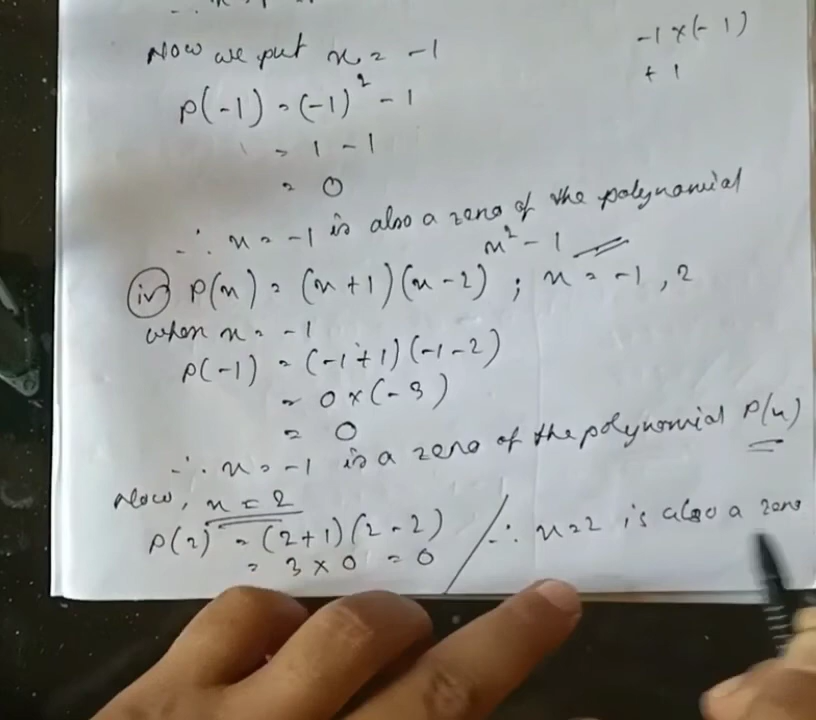 Now we put x = -1
-1 × (-1)
+ 1
P(-1) = (-1)² - 1
= 1 - 1
= 0
∴ x = -1 is also a zero of the polynomial
x² - 1
(iv) P(x) = (x+1)(x-2) ; x = -1, 2
when x = -1
P(-1) = (-1+1)(-1-2)
= 0 × (-3)
= 0
∴ x = -1 is a zero of the polynomial P(x)
Now, x = 2
P(2) = (2+1)(2-2)
= 3 × 0 = 0
∴ x=2 is also a zero